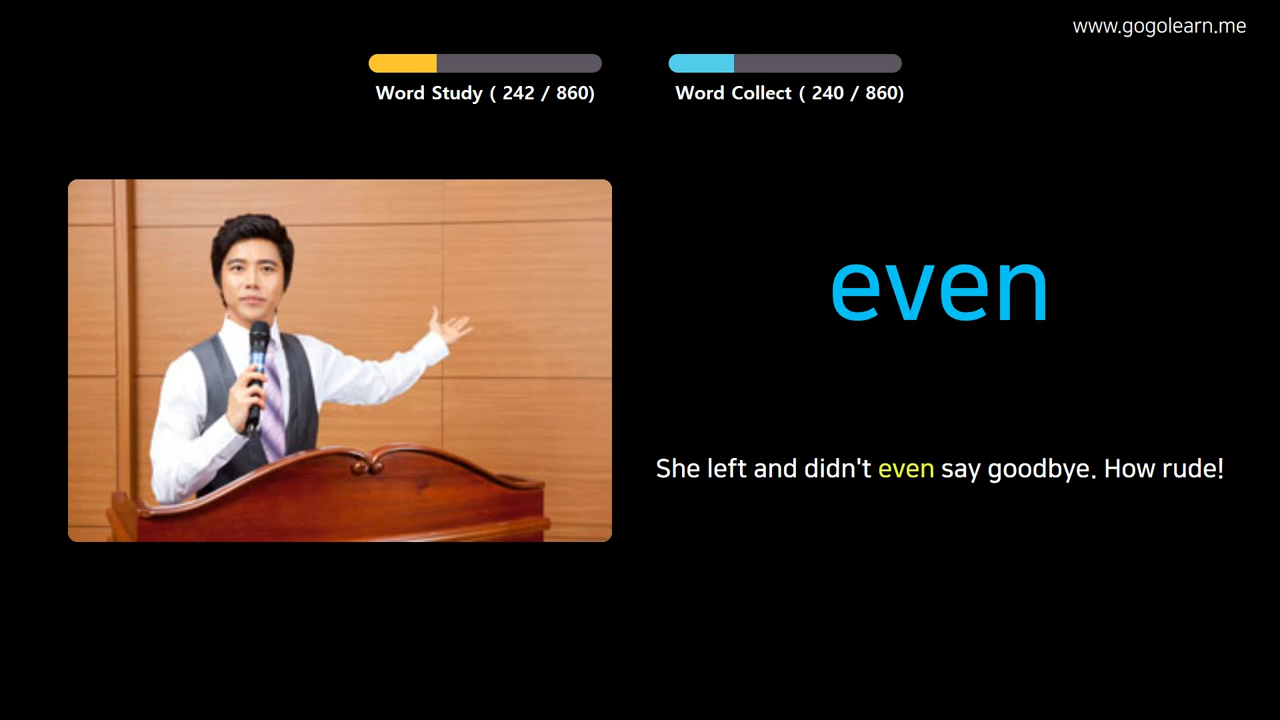 www.gogolearn.me
Word Study ( 242 / 860)
Word Collect ( 240 / 860)
even
She left and didn't even say goodbye. How rude!